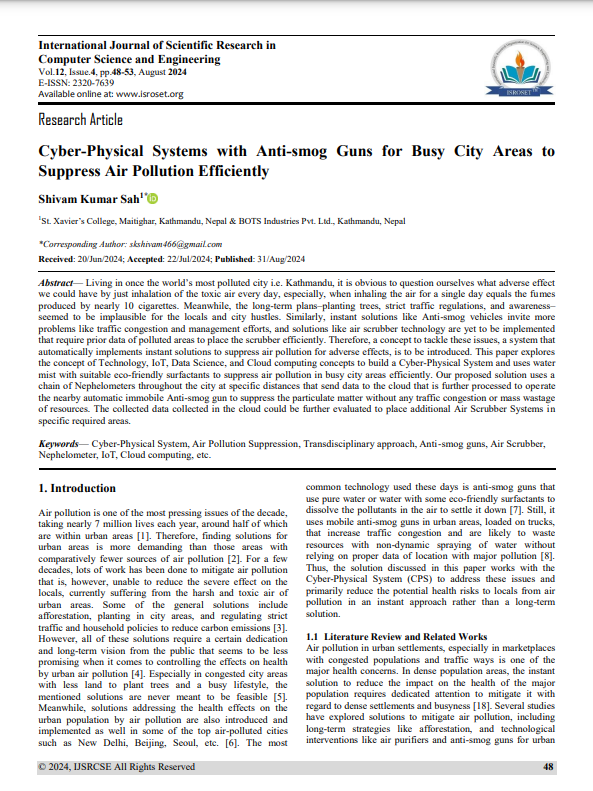 International Journal of Scientific Research in
Computer Science and Engineering
Vol.12, Issue.4, pp.48-53, August 2024
E-ISSN: 2320-7639
Available online at: www.isroset.org
ISROSET
Research Article
Cyber-Physical Systems with Anti-smog Guns for Busy City Areas to
Suppress Air Pollution Efficiently
Shivam Kumar Sah1*
iD
1St. Xavier's College, Maitighar, Kathmandu, Nepal & BOTS Industries Pvt. Ltd., Kathmandu, Nepal
*Corresponding Author: skshivam466@gmail.com
Received: 20/Jun/2024; Accepted: 22/Jul/2024; Published: 31/Aug/2024
Abstract— Living in once the world's most polluted city i.e. Kathmandu, it is obvious to question ourselves what adverse effect
we could have by just inhalation of the toxic air every day, especially, when inhaling the air for a single day equals the fumes
produced by nearly 10 cigarettes. Meanwhile, the long-term plans–planting trees, strict traffic regulations, and awareness–
seemed to be implausible for the locals and city hustles. Similarly, instant solutions like Anti-smog vehicles invite more
problems like traffic congestion and management efforts, and solutions like air scrubber technology are yet to be implemented
that require prior data of polluted areas to place the scrubber efficiently. Therefore, a concept to tackle these issues, a system that
automatically implements instant solutions to suppress air pollution for adverse effects, is to be introduced. This paper explores
the concept of Technology, IoT, Data Science, and Cloud computing concepts to build a Cyber-Physical System and uses water
mist with suitable eco-friendly surfactants to suppress air pollution in busy city areas efficiently. Our proposed solution uses a
chain of Nephelometers throughout the city at specific distances that send data to the cloud that is further processed to operate
the nearby automatic immobile Anti-smog gun to suppress the particulate matter without any traffic congestion or mass wastage
of resources. The collected data collected in the cloud could be further evaluated to place additional Air Scrubber Systems in
specific required areas.
Keywords— Cyber-Physical System, Air Pollution Suppression, Transdisciplinary approach, Anti-smog guns, Air Scrubber,
Nephelometer, IoT, Cloud computing, etc.
1. Introduction
Air pollution is one of the most pressing issues of the decade,
taking nearly 7 million lives each year, around half of which
are within urban areas [1]. Therefore, finding solutions for
urban areas is more demanding than those areas with
comparatively fewer sources of air pollution [2]. For a few
decades, lots of work has been done to mitigate air pollution
that is, however, unable to reduce the severe effect on the
locals, currently suffering from the harsh and toxic air of
urban areas. Some of the general solutions include
afforestation, planting in city areas, and regulating strict
traffic and household policies to reduce carbon emissions [3].
However, all of these solutions require a certain dedication
and long-term vision from the public that seems to be less
promising when it comes to controlling the effects on health
by urban air pollution [4]. Especially in congested city areas
with less land to plant trees and a busy lifestyle, the
mentioned solutions are never meant to be feasible [5].
Meanwhile, solutions addressing the health effects on the
urban population by air pollution are also introduced and
implemented as well in some of the top air-polluted cities
such as New Delhi, Beijing, Seoul, etc. [6]. The most
common technology used these days is anti-smog guns that
use pure water or water with some eco-friendly surfactants to
dissolve the pollutants in the air to settle it down [7]. Still, it
uses mobile anti-smog guns in urban areas, loaded on trucks,
that increase traffic congestion and are likely to waste
resources with non-dynamic spraying of water without
relying on proper data of location with major pollution [8].
Thus, the solution discussed in this paper works with the
Cyber-Physical System (CPS) to address these issues and
primarily reduce the potential health risks to locals from air
pollution in an instant approach rather than a long-term
solution.
1.1 Literature Review and Related Works
Air pollution in urban settlements, especially in marketplaces
with congested populations and traffic ways is one of the
major health concerns. In dense population areas, the instant
solution to reduce the impact on the health of the major
population requires dedicated attention to mitigate it with
regard to dense settlements and busyness [18]. Several studies
have explored solutions to mitigate air pollution, including
long-term strategies like afforestation, and technological
interventions like air purifiers and anti-smog guns for urban
© 2024, IJSRCSE All Rights Reserved
48